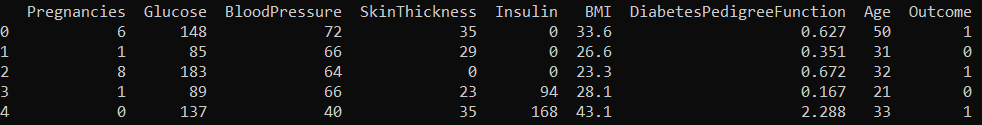 Pregnancies Glucose BloodPressure SkinThickness Insulin BMI DiabetesPedigreeFunction Age Outcome
0 6 148 72 35 0 33.6 0.627 50 1
1 1 85 66 29 0 26.6 0.351 31 0
2 8 183 64 0 0 23.3 0.672 32 1
3 1 89 66 23 94 28.1 0.167 21 0
4 0 137 40 35 168 43.1 2.288 33 1